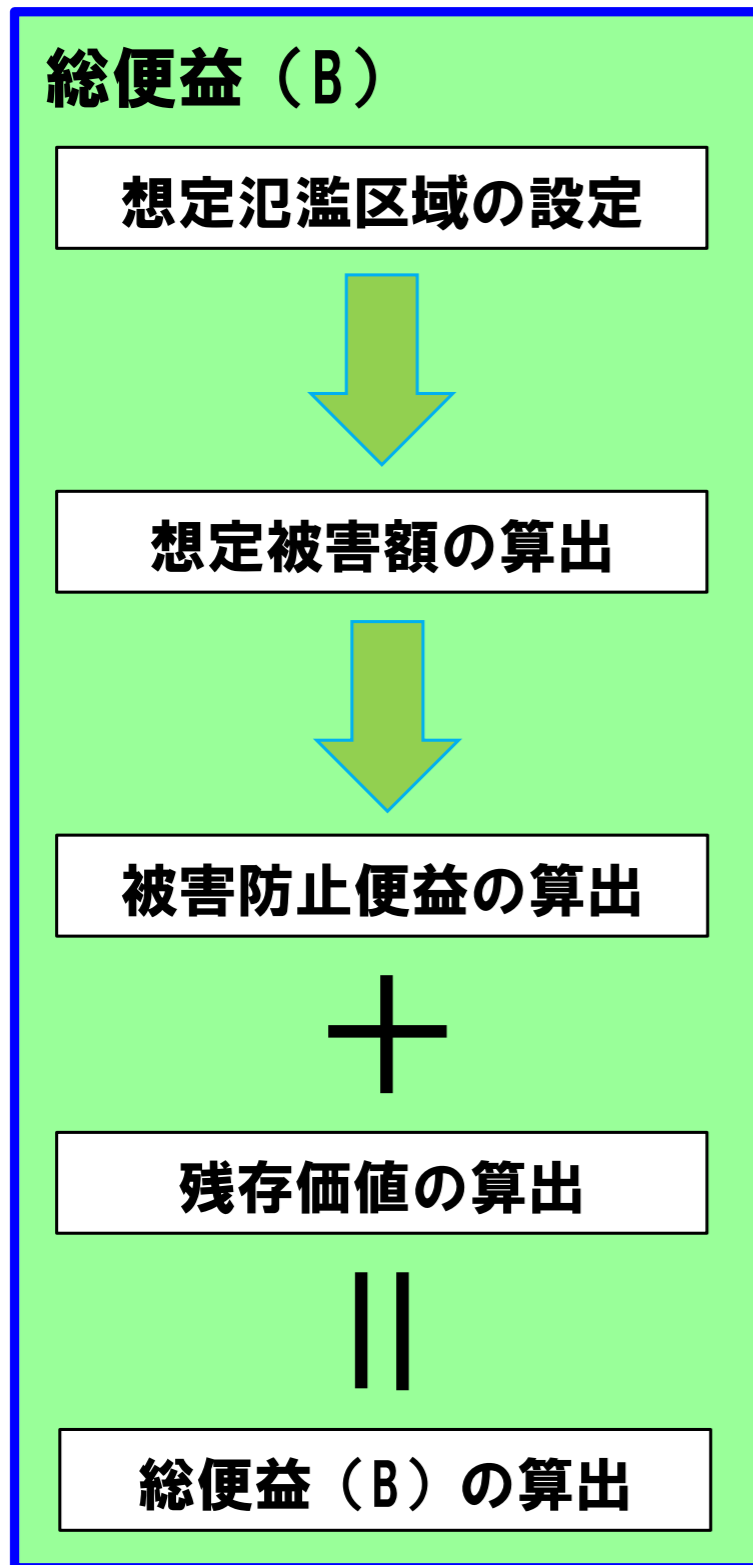 総便益（B）
想定氾濫区域の設定
想定被害額の算出
被害防止便益の算出
＋
残存価値の算出
||
総便益（B）の算出